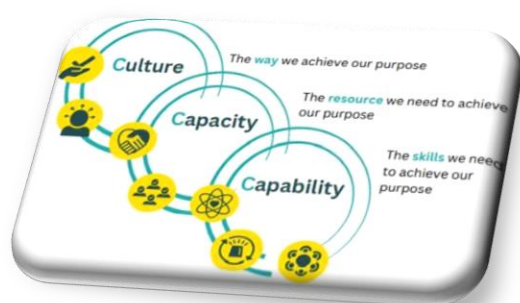 Culture
The way we achieve our purpose
Capacity
The resource we need to achieve
our purpose
Capability
The skills we need
to achieve our
purpose